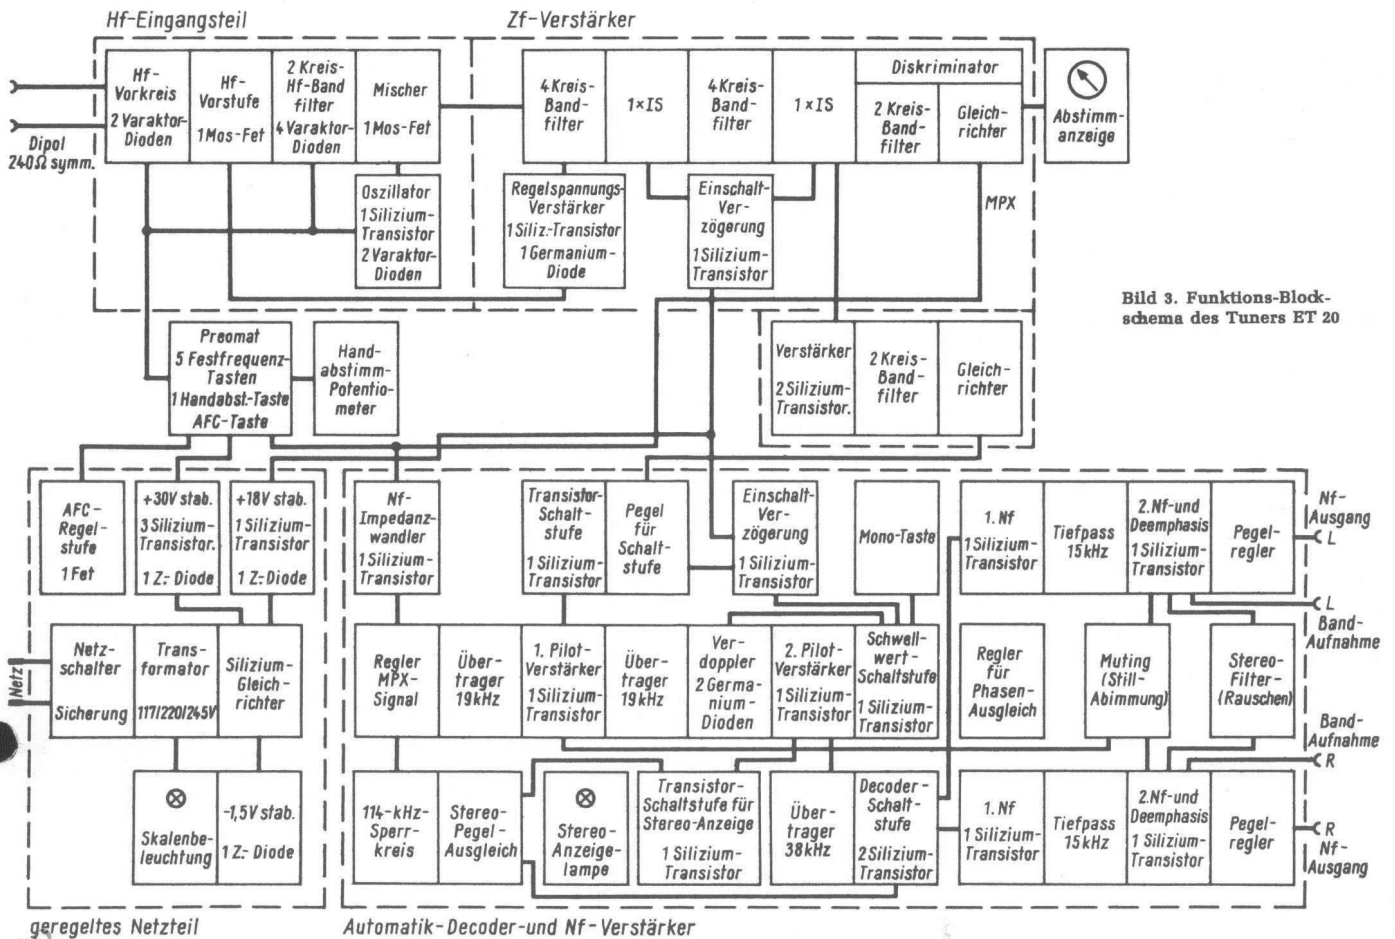 Hf-Eingangsteil
Zf-Verstärker
Hf-
Vorkreis
2 Varaktor-
Dioden
Hf-
Vorstufe
1Mos-Fet
2 Kreis-
Hf-Band
filter
4 Varaktor-
Dioden
Mischer
1 Mos-Fet
4 Kreis-
Band-
filter
1×IS
4 Kreis-
Band-
filter
1×IS
Diskriminator
2 Kreis-
Band-
filter
Gleich-
richter
Abstimm-
anzeige
Dipol
240Ω symm.
Oszillator
1 Silizium-
Transistor
2 Varaktor-
Dioden
Regelspannungs-
Verstärker
1 Siliz.-Transistor
1 Germanium-
Diode
Einschalt-
Ver-
zögerung
1 Silizium-
Transistor
MPX
Bild 3. Funktions-Block-
schema des Tuners ET 20
Preomat
5 Festfrequenz-
Tasten
1 Handabst.-Taste
AFC-Taste
Hand-
abstimm-
Potentio-
meter
Verstärker
2 Silizium-
Transistor.
2 Kreis-
Band-
filter
Gleich-
richter
AFC-
Regel-
stufe
1 Fet
+30V stab.
3 Silizium-
Transistor.
1 Z.-Diode
+18V stab.
1 Silizium-
Transistor
1 Z.-Diode
Nf-
Impedanz-
wandler
1 Silizium-
Transistor
Transistor-
Schalt-
stufe
1 Silizium-
Transistor
Pegel
für
Schalt-
stufe
Einschalt-
Ver-
zögerung
1 Silizium-
Transistor
Mono-Taste
1. Nf
1 Silizium-
Transistor
Tiefpass
15kHz
2.Nf-und
Deemphasis
1 Silizium-
Transistor
Pegel-
regler
Nf-
Ausgang
L
L
Band-
Aufnahme
Netz
Netz-
schalter
Sicherung
Trans-
formator
117/220/245V
Silizium-
Gleich-
richter
Regler
MPX-
Signal
Über-
trager
19kHz
1. Pilot-
Verstärker
1 Silizium-
Transistor
Über-
trager
19kHz
Ver-
doppler
2 Germa-
nium-
Dioden
2. Pilot-
Verstärker
1 Silizium-
Transistor
Schwell-
wert-
Schaltstufe
1 Silizium-
Transistor
Regler
für
Phasen-
Ausgleich
Muting
(Still-
Abimmung)
Stereo-
Filter-
(Rauschen)
Band-
Aufnahme
R
Skalenbe-
leuchtung
-1,5V stab.
1 Z.-Diode
114-kHz-
Sperr-
kreis
Stereo-
Pegel-
Ausgleich
Stereo-
Anzeige-
lampe
Transistor-
Schaltstufe für
Stereo-Anzeige
1 Silizium-
Transistor
Über-
trager
38kHz
Decoder-
Schalt-
stufe
2 Silizium-
Transistor
1. Nf
1 Silizium-
Transistor
Tiefpass
15kHz
2.Nf-und
Deemphasis
1 Silizium-
Transistor
Pegel-
regler
R
Nf-
Ausgang
geregeltes Netzteil
Automatik-Decoder-und Nf-Verstärker